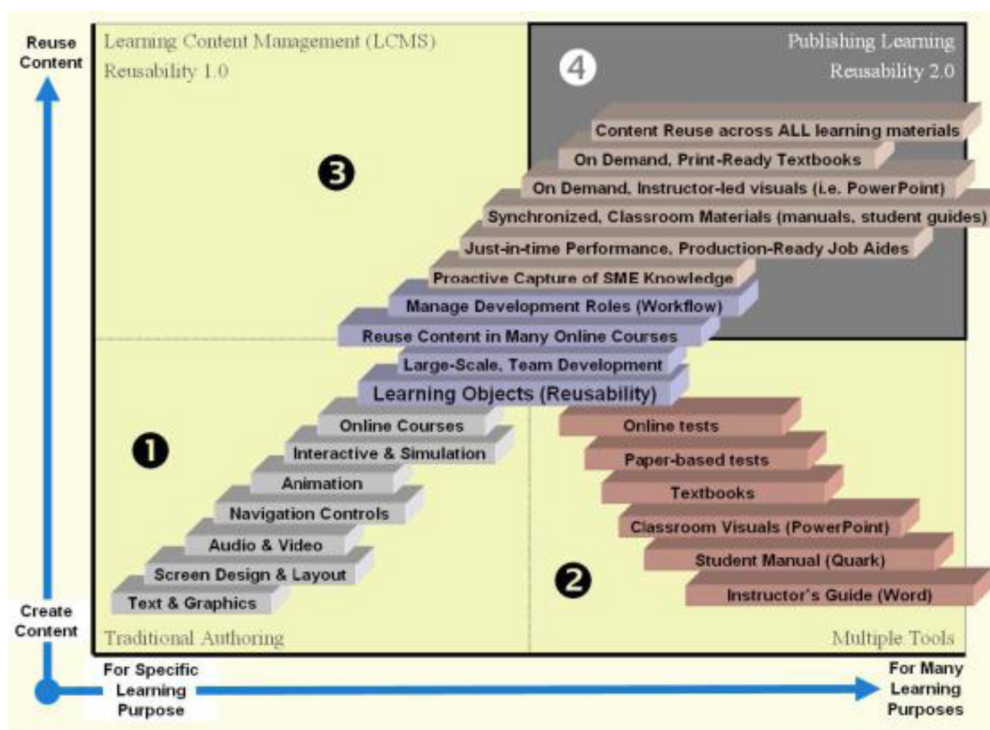 Reuse
Content
Learning Content Management (LCMS)
Reusability 1.0
Publishing Learning
Reusability 2.0
4
3
Content Reuse across ALL learning materials
On Demand, Print-Ready Textbooks
On Demand, Instructor-led visuals (i.e. PowerPoint)
Synchronized, Classroom Materials (manuals, student guides)
Just-in-time Performance, Production-Ready Job Aides
Proactive Capture of SME Knowledge
Manage Development Roles (Workflow)
Reuse Content in Many Online Courses
Large-Scale, Team Development
Learning Objects (Reusability)
1
Online Courses
Interactive & Simulation
Animation
Navigation Controls
Audio & Video
Screen Design & Layout
Text & Graphics
Online tests
Paper-based tests
Textbooks
Classroom Visuals (PowerPoint)
Student Manual (Quark)
Instructor's Guide (Word)
2
Create
Content
Traditional Authoring
Multiple Tools
For Specific
Learning
Purpose
For Many
Learning
Purposes